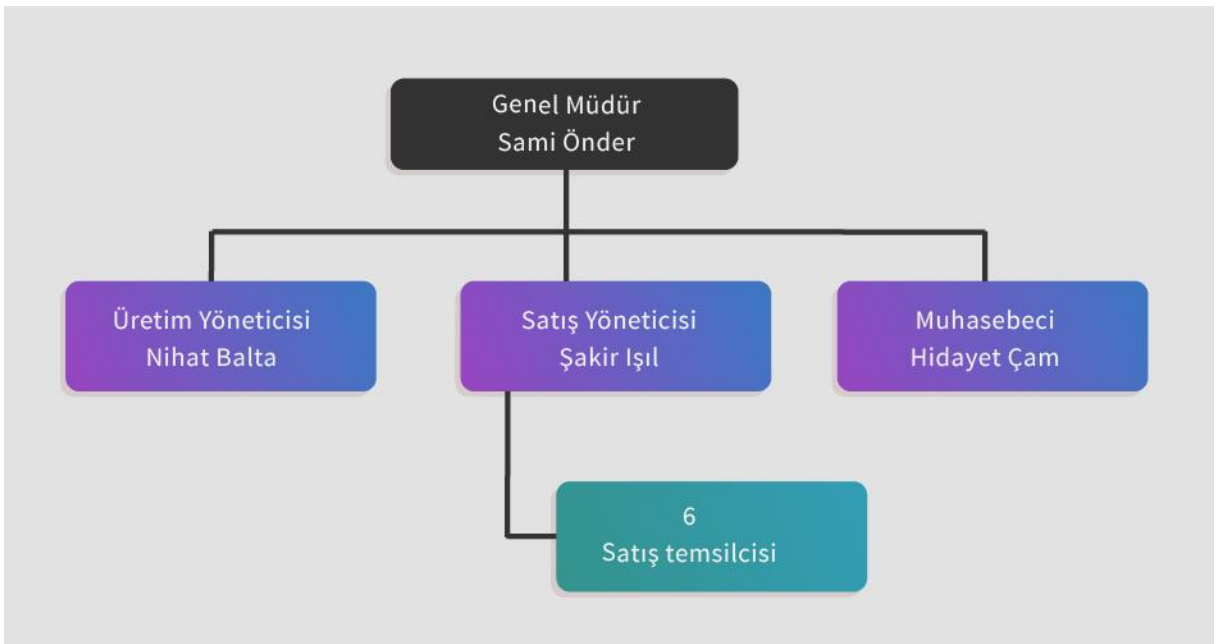 Genel Müdür
Sami Önder
Üretim Yöneticisi
Nihat Balta
Satış Yöneticisi
Şakir Işıl
Muhasebeci
Hidayet Çam
6
Satış temsilcisi